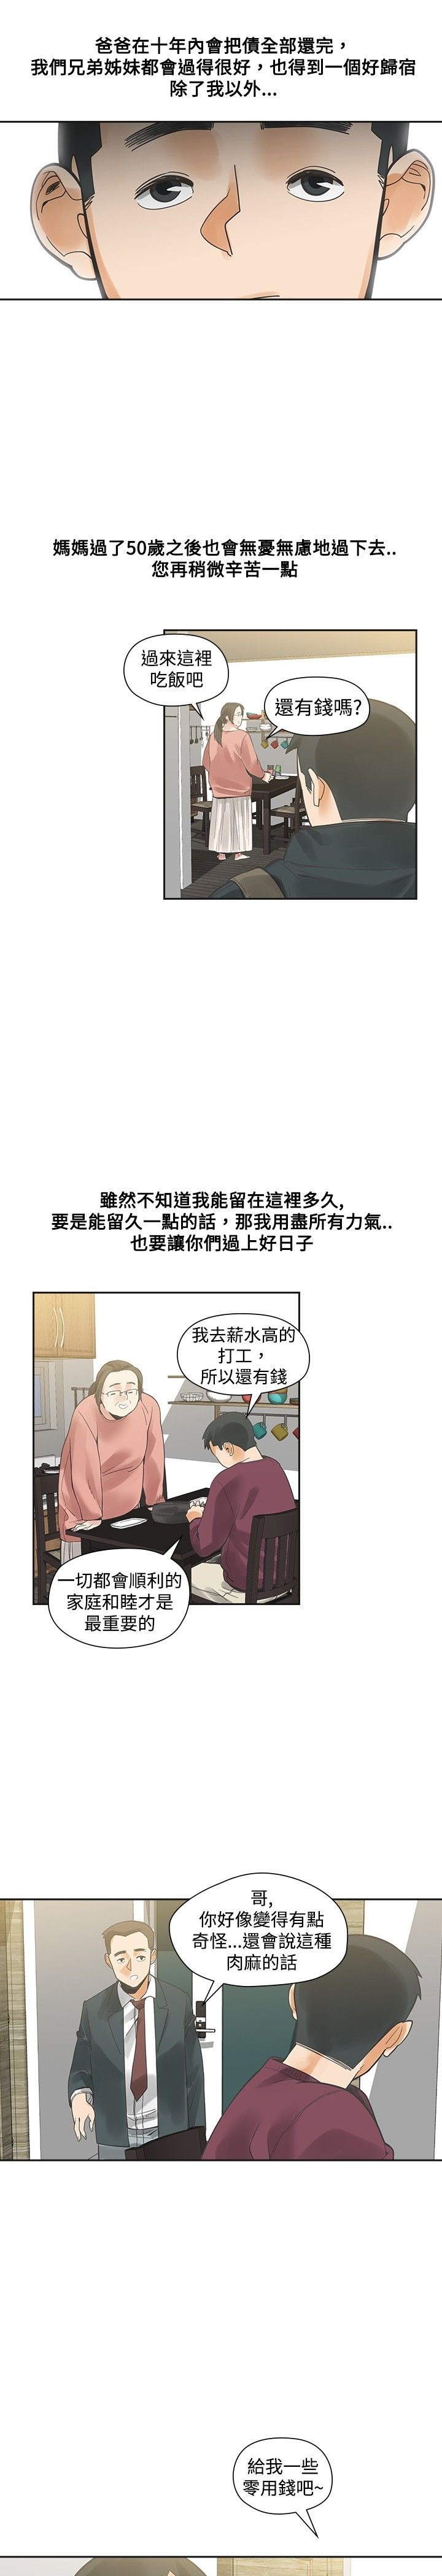 爸爸在十年內會把債全部還完，
我們兄弟姊妹都會過得很好，也得到一個好歸宿
除了我以外...
媽媽過了50歲之後也會無憂無慮地過下去..
您再稍微辛苦一點
過來這裡
吃飯吧
還有錢嗎?
雖然不知道我能留在這裡多久,
要是能留久一點的話，那我用盡所有力氣..
也要讓你們過上好日子
我去薪水高的
打工，
所以還有錢
一切都會順利的
家庭和睦才是
最重要的
哥,
你好像變得有點
奇怪...還會說這種
肉麻的話
給我一些
零用錢吧~